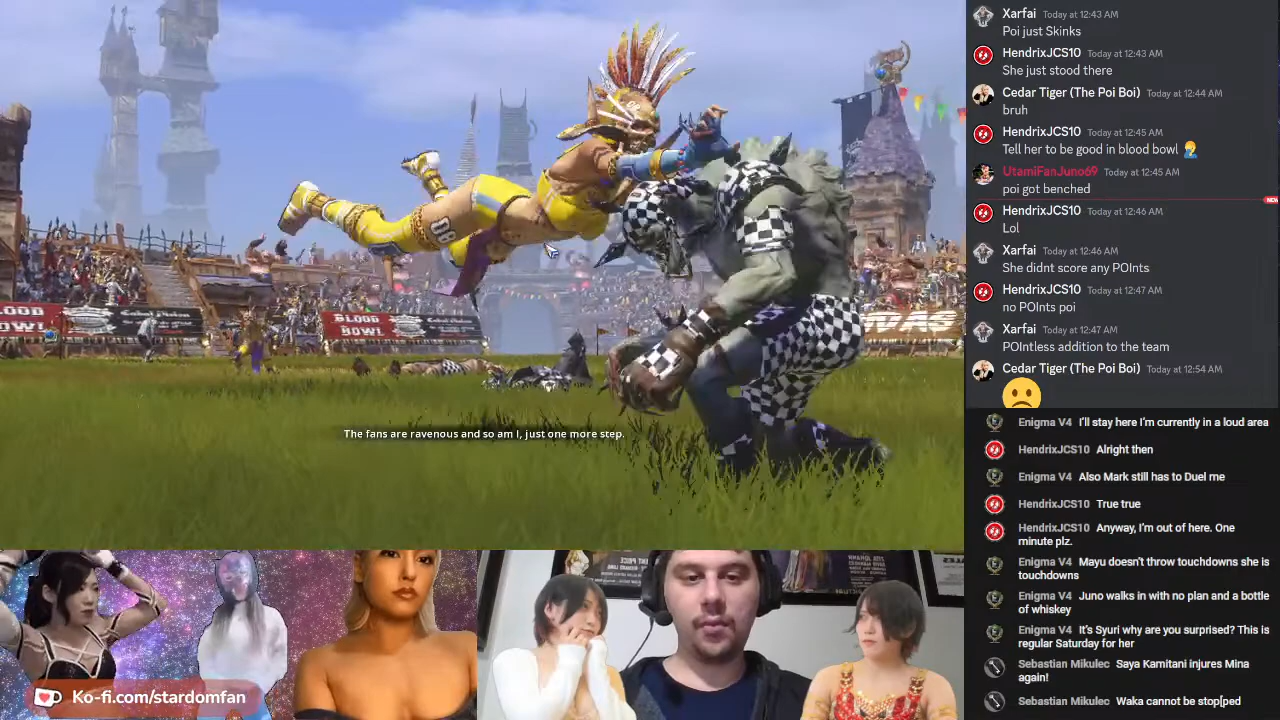 Xarfai Today at 12:43 AM
Poi just Skinks
HendrixJCS10 Today at 12:43 AM
She just stood there
Cedar Tiger (The Poi Boi) Today at 12:44 AM
bruh
HendrixJCS10 Today at 12:45 AM
Tell her to be good in blood bowl 🤦
UtamiFanJuno69 Today at 12:45 AM
poi got benched
NEW
HendrixJCS10 Today at 12:46 AM
Lol
Xarfai Today at 12:46 AM
She didnt score any POInts
HendrixJCS10 Today at 12:47 AM
no POInts poi
Xarfai Today at 12:47 AM
POIntless addition to the team
Cedar Tiger (The Poi Boi) Today at 12:54 AM
Enigma V4 I'll stay here I'm currently in a loud area
HendrixJCS10 Alright then
Enigma V4 Also Mark still has to Duel me
HendrixJCS10 True true
HendrixJCS10 Anyway, I'm out of here. One
minute plz.
Enigma V4 Mayu doesn't throw touchdowns she is
touchdowns
Enigma V4 Juno walks in with no plan and a bottle
of whiskey
Enigma V4 It's Syuri why are you surprised? This is
regular Saturday for her
Sebastian Mikulec Saya Kamitani injures Mina
again!
Sebastian Mikulec Waka cannot be stop[ped
BLOOD
BOWL
08
The fans are ravenous and so am I, just one more step.
Ko-fi.com/stardomfan